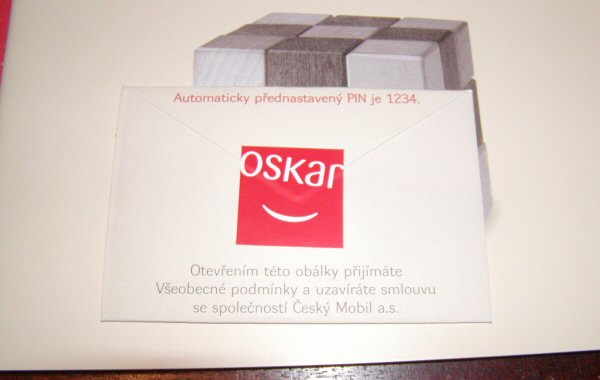 Automaticky přednastavený PIN je 1234.
oskar
Otevřením této obálky přijímáte
Všeobecné podmínky a uzavíráte smlouvu
se společností Český Mobil a.s.